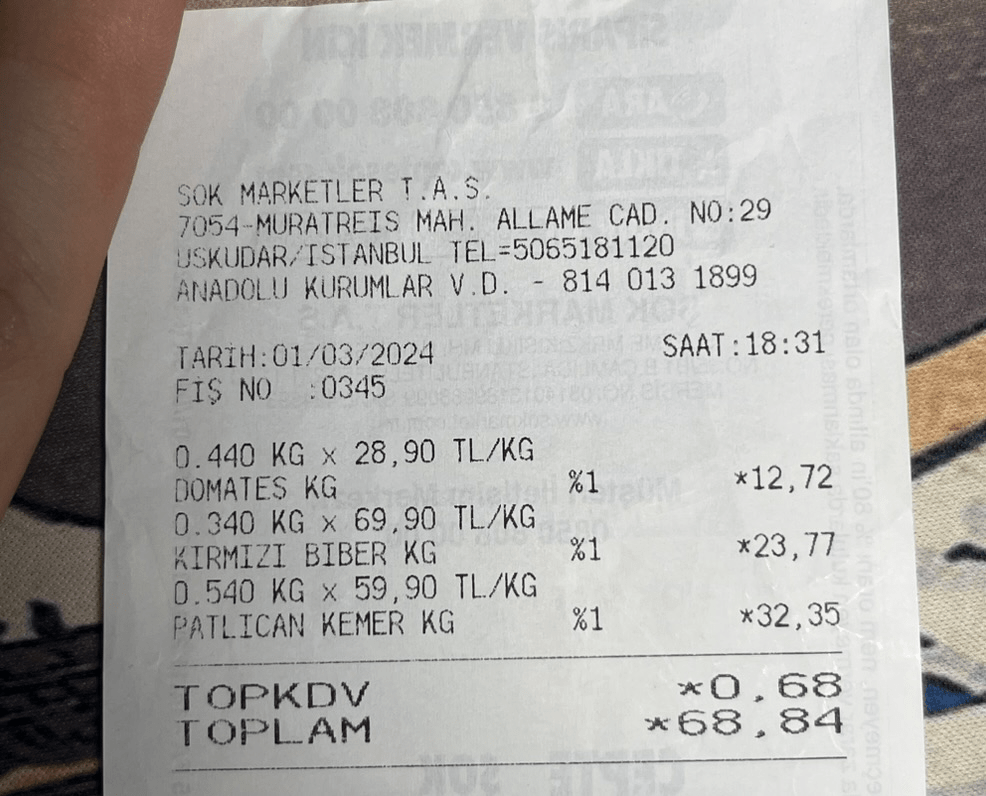 SOK MARKETLER T.A.S.
7054-MURATREIS MAH. ALLAME CAD. NO:29
USKUDAR/ISTANBUL TEL=5065181120
ANADOLU KURUMLAR V.D. - 814 013 1899
TARİH:01/03/2024 SAAT:18:31
FİŞ NO :0345
0.440 KG x 28,90 TL/KG
DOMATES KG %1 *12,72
0.340 KG x 69,90 TL/KG
KIRMIZI BIBER KG %1 *23,77
0.540 KG x 59,90 TL/KG
PATLICAN KEMER KG %1 *32,35
TOPKDV *0,68
TOPLAM *68,84